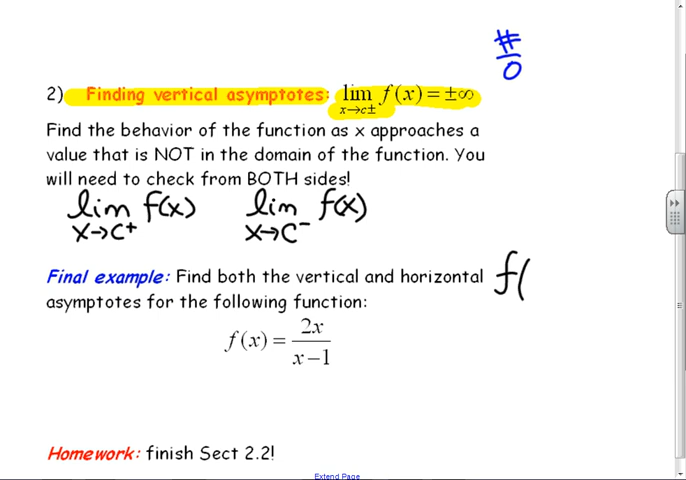 #
0
2) Finding vertical asymptotes: lim f(x) = ±∞
x→c±
Find the behavior of the function as x approaches a
value that is NOT in the domain of the function. You
will need to check from BOTH sides!
lim f(x) lim f(x)
x→c⁺ x→c⁻
Final example: Find both the vertical and horizontal f(
asymptotes for the following function:
f(x) = 2x
x−1
Homework: finish Sect 2.2!
Extend Page